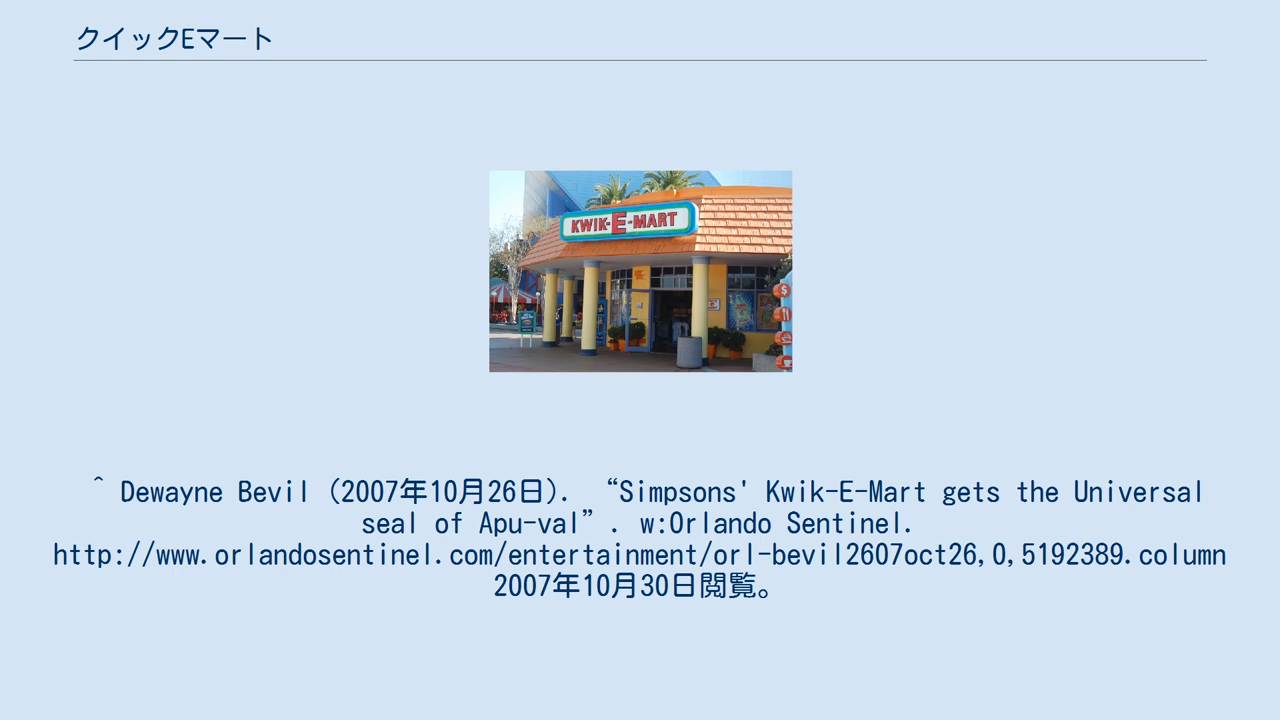 クイックEマート
KWIK-E-MART
^ Dewayne Bevil (2007年10月26日). “Simpsons' Kwik-E-Mart gets the Universal
seal of Apu-val”. w:Orlando Sentinel.
http://www.orlandosentinel.com/entertainment/orl-bevil2607oct26,0,5192389.column
2007年10月30日閲覧。